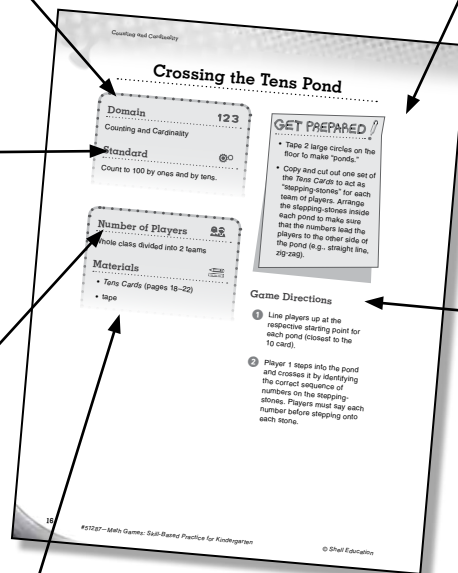 Counting and Cardinality
Crossing the Tens Pond
Domain
123
Counting and Cardinality
Standard
Count to 100 by ones and by tens.
Number of Players
Whole class divided into 2 teams
Materials
• Tens Cards (pages 18–22)
• tape
GET PREPARED!
• Tape 2 large circles on the
floor to make "ponds."
• Copy and cut out one set of
the Tens Cards to act as
"stepping-stones" for each
team of players. Arrange
the stepping-stones inside
each pond to make sure
that the numbers lead the
players to the other side of
the pond (e.g., straight line,
zig-zag).
Game Directions
1 Line players up at the
respective starting point for
each pond (closest to the
10 card).
2 Player 1 steps into the pond
and crosses it by identifying
the correct sequence of
numbers on the stepping-
stones. Players must say each
number before stepping onto
each stone.
16
#51287—Math Games: Skill-Based Practice for Kindergarten
© Shell Education